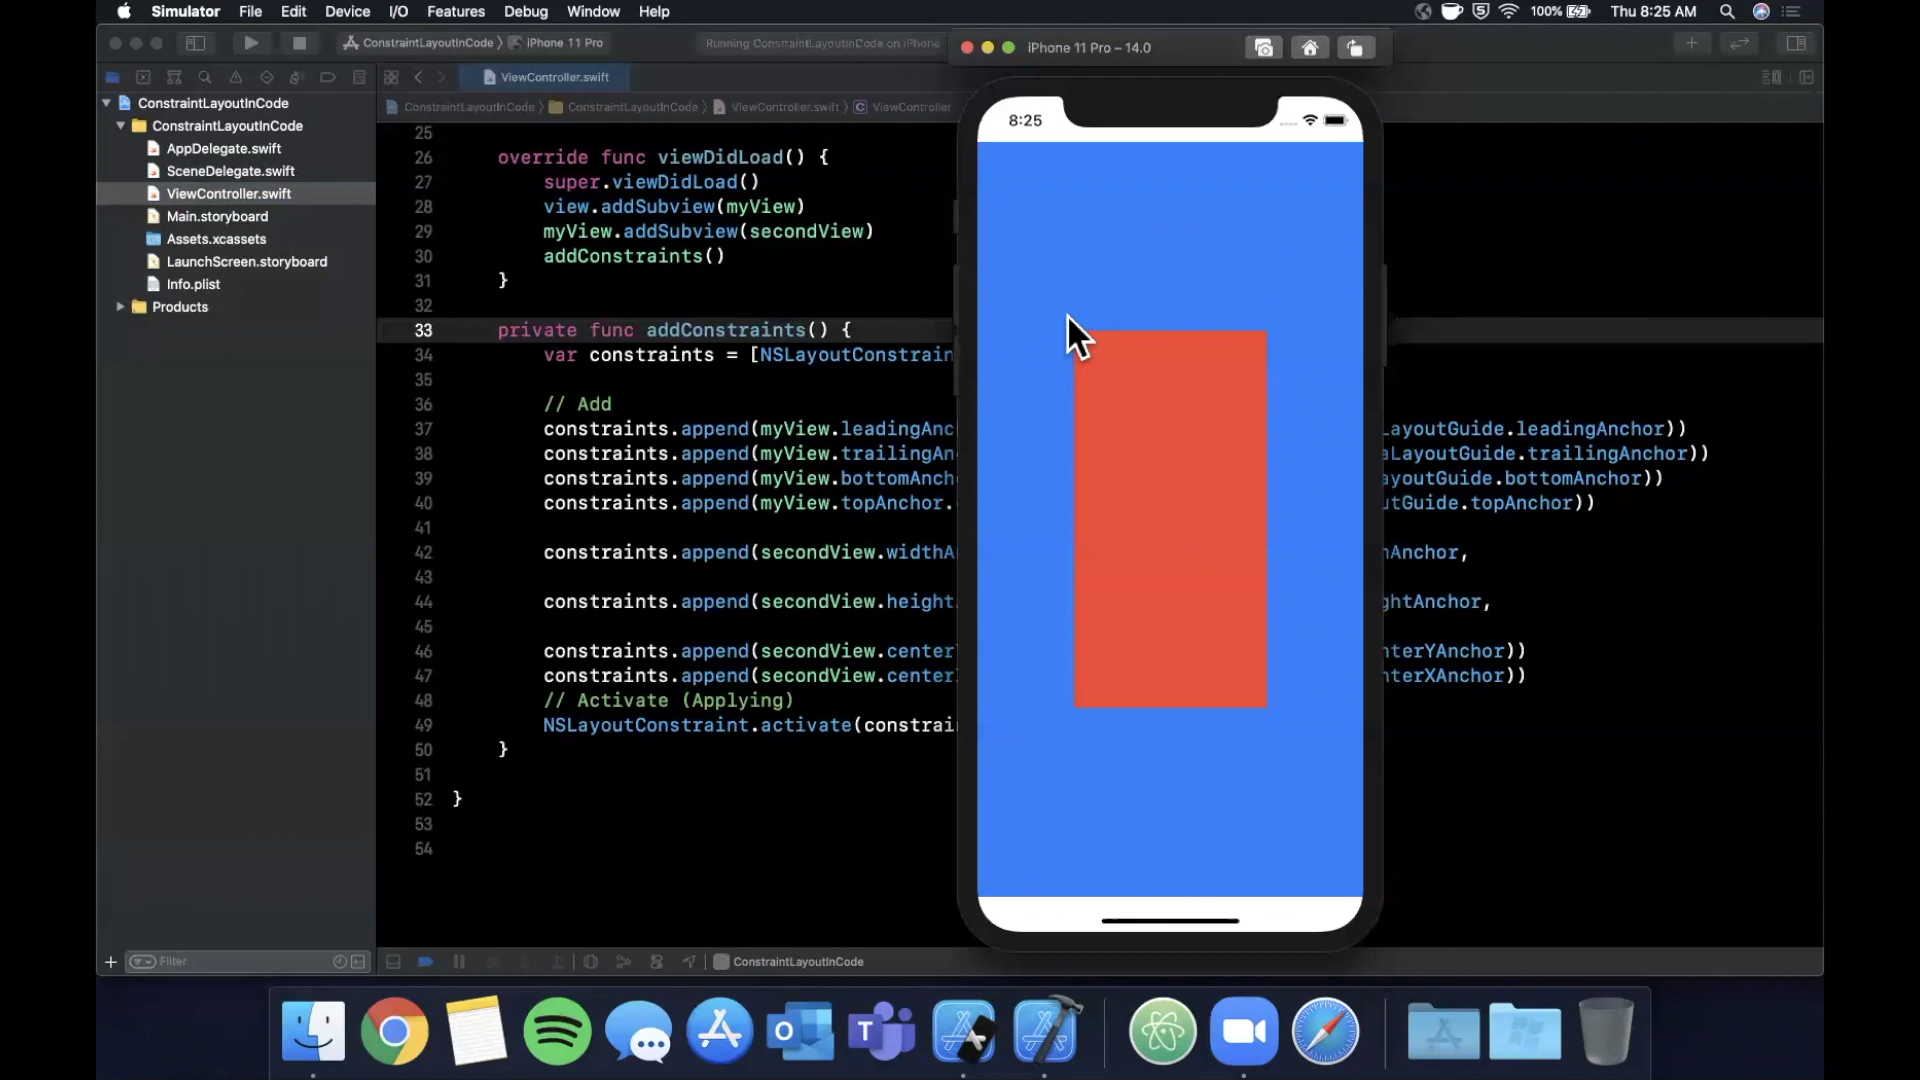 Simulator File Edit Device I/O Features Debug Window Help
100% Thu 8:25 AM
ConstraintLayoutInCode iPhone 11 Pro
Running ConstraintLayoutInCode on iPhone
iPhone 11 Pro – 14.0
ViewController.swift
ConstraintLayoutInCode
ConstraintLayoutInCode
AppDelegate.swift
SceneDelegate.swift
ViewController.swift
Main.storyboard
Assets.xcassets
LaunchScreen.storyboard
Info.plist
Products
Filter
ConstraintLayoutInCode ConstraintLayoutInCode ViewController.swift C ViewController
8:25
25
26 override func viewDidLoad() {
27 super.viewDidLoad()
28 view.addSubview(myView)
29 myView.addSubview(secondView)
30 addConstraints()
31 }
32
33 private func addConstraints() {
34 var constraints = [NSLayoutConstrain
35
36 // Add
37 constraints.append(myView.leadingAnc LayoutGuide.leadingAnchor))
38 constraints.append(myView.trailingAn aLayoutGuide.trailingAnchor))
39 constraints.append(myView.bottomAnch ayoutGuide.bottomAnchor))
40 constraints.append(myView.topAnchor. utGuide.topAnchor))
41
42 constraints.append(secondView.widthA hAnchor,
43
44 constraints.append(secondView.height ghtAnchor,
45
46 constraints.append(secondView.center nterYAnchor))
47 constraints.append(secondView.center nterXAnchor))
48 // Activate (Applying)
49 NSLayoutConstraint.activate(constrai
50 }
51
52 }
53
54
ConstraintLayoutInCode